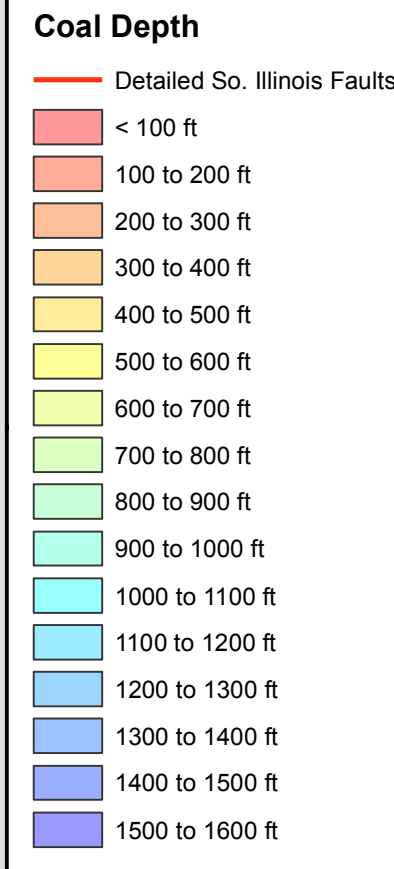 Coal Depth
Detailed So. Illinois Faults
< 100 ft
100 to 200 ft
200 to 300 ft
300 to 400 ft
400 to 500 ft
500 to 600 ft
600 to 700 ft
700 to 800 ft
800 to 900 ft
900 to 1000 ft
1000 to 1100 ft
1100 to 1200 ft
1200 to 1300 ft
1300 to 1400 ft
1400 to 1500 ft
1500 to 1600 ft